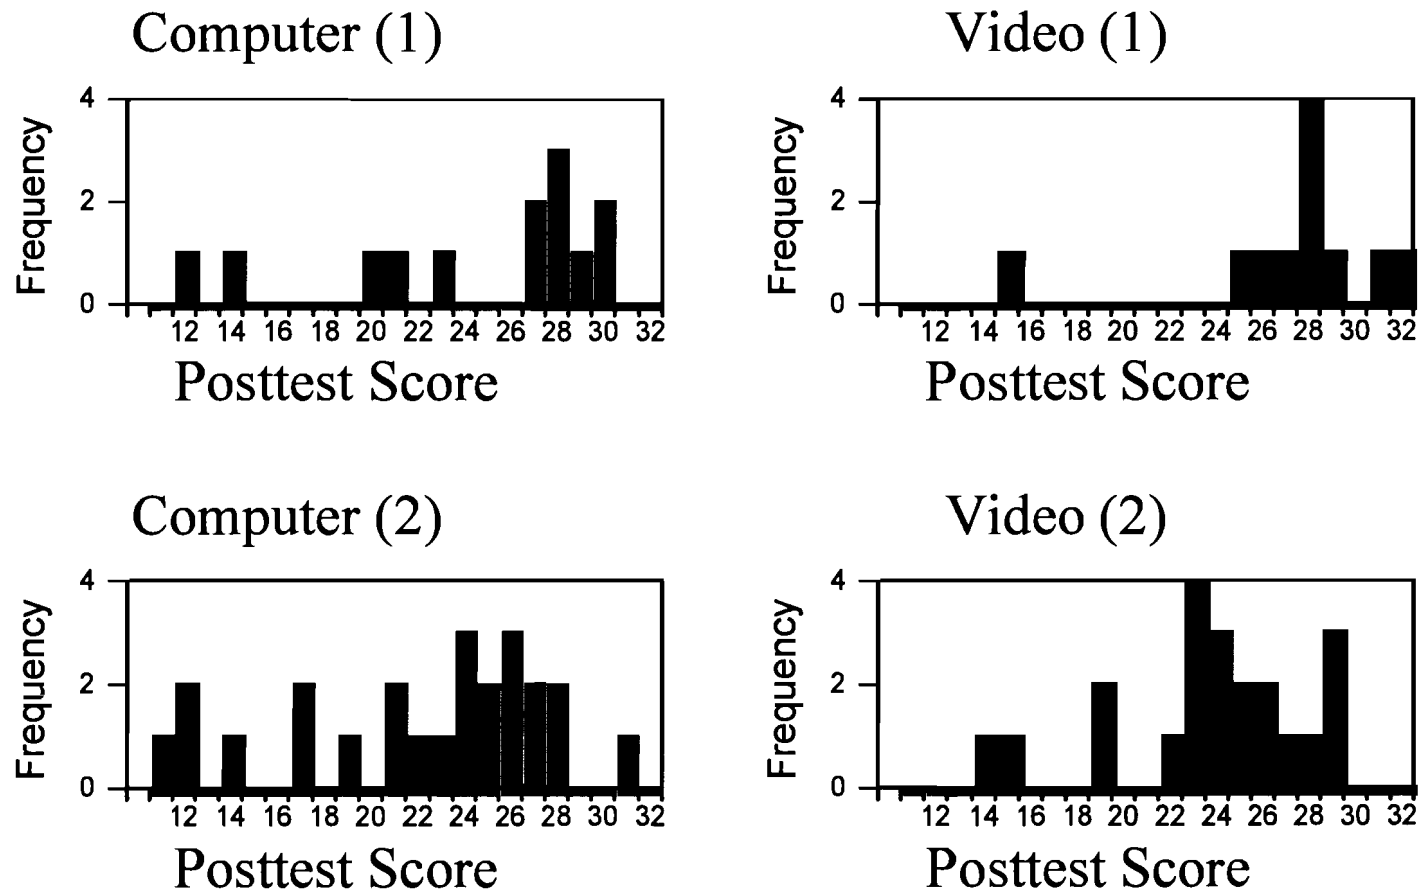 Computer (1)
4
2
0
Frequency
12 14 16 18 20 22 24 26 28 30 32
Posttest Score
Video (1)
4
2
0
Frequency
12 14 16 18 20 22 24 26 28 30 32
Posttest Score
Computer (2)
4
2
0
Frequency
12 14 16 18 20 22 24 26 28 30 32
Posttest Score
Video (2)
4
2
0
Frequency
12 14 16 18 20 22 24 26 28 30 32
Posttest Score